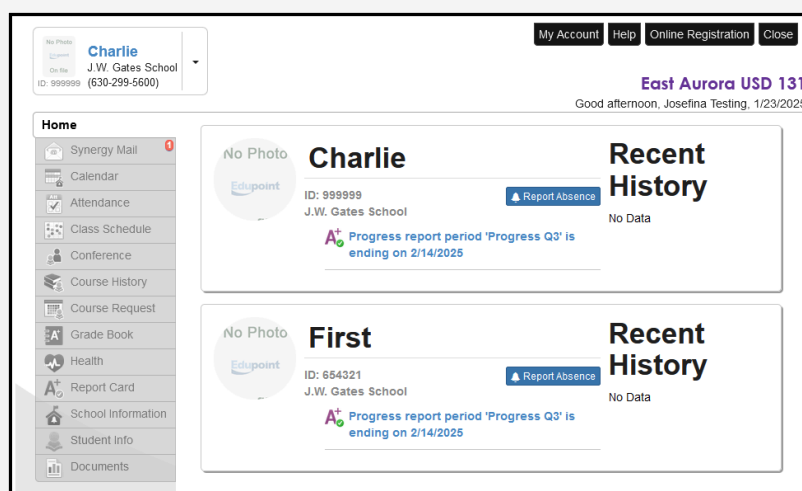 My Account Help Online Registration Close
No Photo
Edupoint
On file
Charlie
J.W. Gates School
ID: 999999 (630-299-5600)
East Aurora USD 131
Good afternoon, Josefina Testing, 1/23/2025
Home
Synergy Mail 1
Calendar
Attendance
Class Schedule
Conference
Course History
Course Request
Grade Book
Health
Report Card
School Information
Student Info
Documents
No Photo
Edupoint
Charlie
ID: 999999
J.W. Gates School
Report Absence
A+ Progress report period 'Progress Q3' is
ending on 2/14/2025
Recent
History
No Data
No Photo
Edupoint
First
ID: 654321
J.W. Gates School
Report Absence
A+ Progress report period 'Progress Q3' is
ending on 2/14/2025
Recent
History
No Data